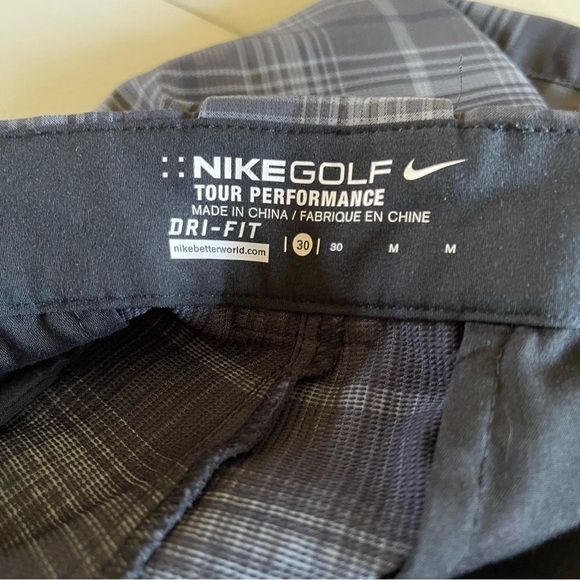 NIKEGOLF
TOUR PERFORMANCE
MADE IN CHINA / FABRIQUE EN CHINE
DRI-FIT
nikebetterworld.com | 30 | 30 M M